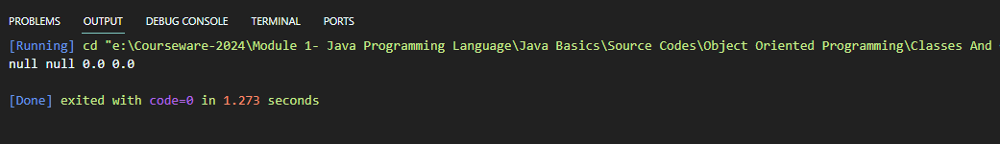 PROBLEMS OUTPUT DEBUG CONSOLE TERMINAL PORTS
[Running] cd "e:\Courseware-2024\Module 1- Java Programming Language\Java Basics\Source Codes\Object Oriented Programming\Classes And
null null 0.0 0.0
[Done] exited with code=0 in 1.273 seconds